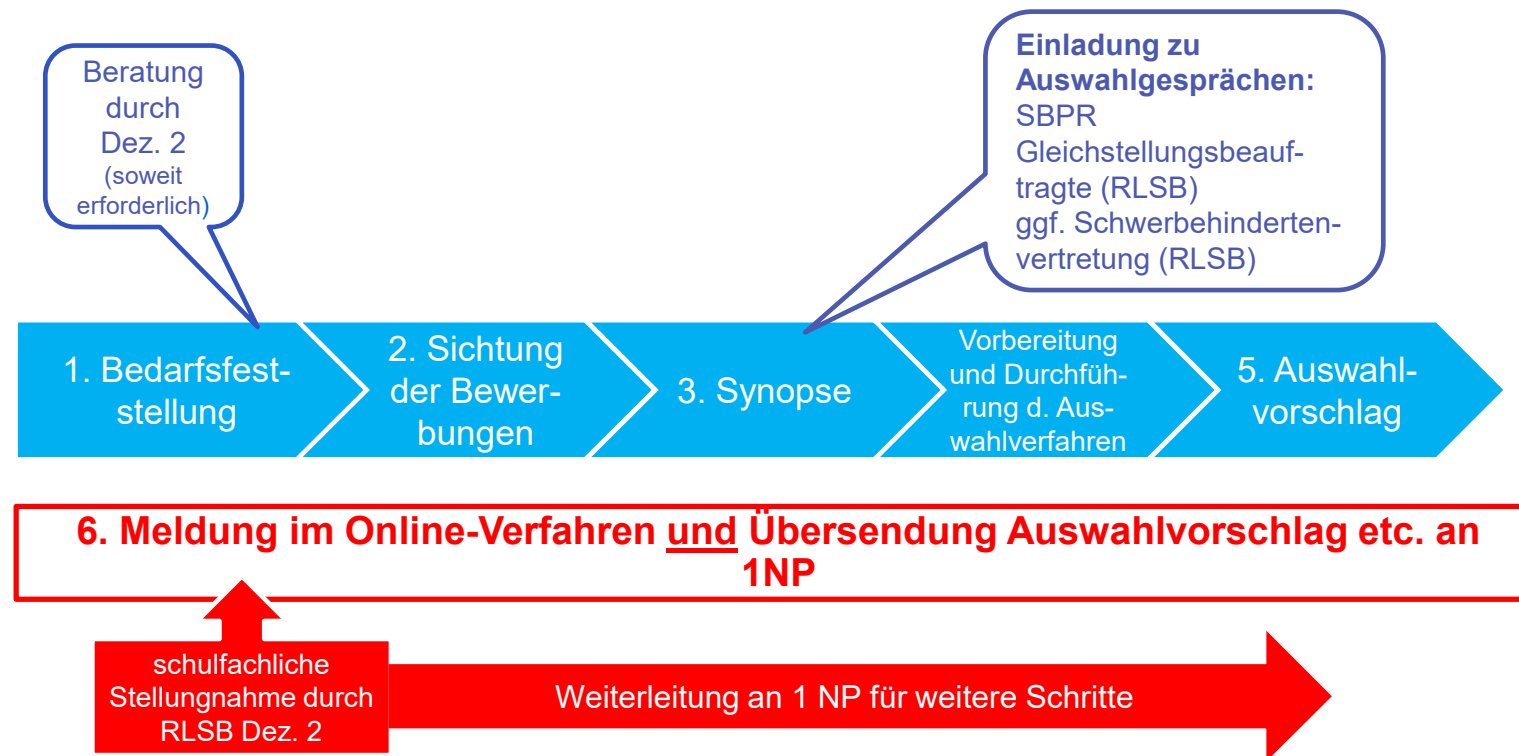 Beratung
durch
Dez. 2
(soweit
erforderlich)
Einladung zu
Auswahlgesprächen:
SBPR
Gleichstellungsbeauf-
tragte (RLSB)
ggf. Schwerbehinderten-
vertretung (RLSB)
1. Bedarfsfest-
stellung
2. Sichtung
der Bewer-
bungen
3. Synopse
Vorbereitung
und Durchfüh-
rung d. Aus-
wahlverfahren
5. Auswahl-
vorschlag
6. Meldung im Online-Verfahren und Übersendung Auswahlvorschlag etc. an
1NP
schulfachliche
Stellungnahme durch
RLSB Dez. 2
Weiterleitung an 1 NP für weitere Schritte